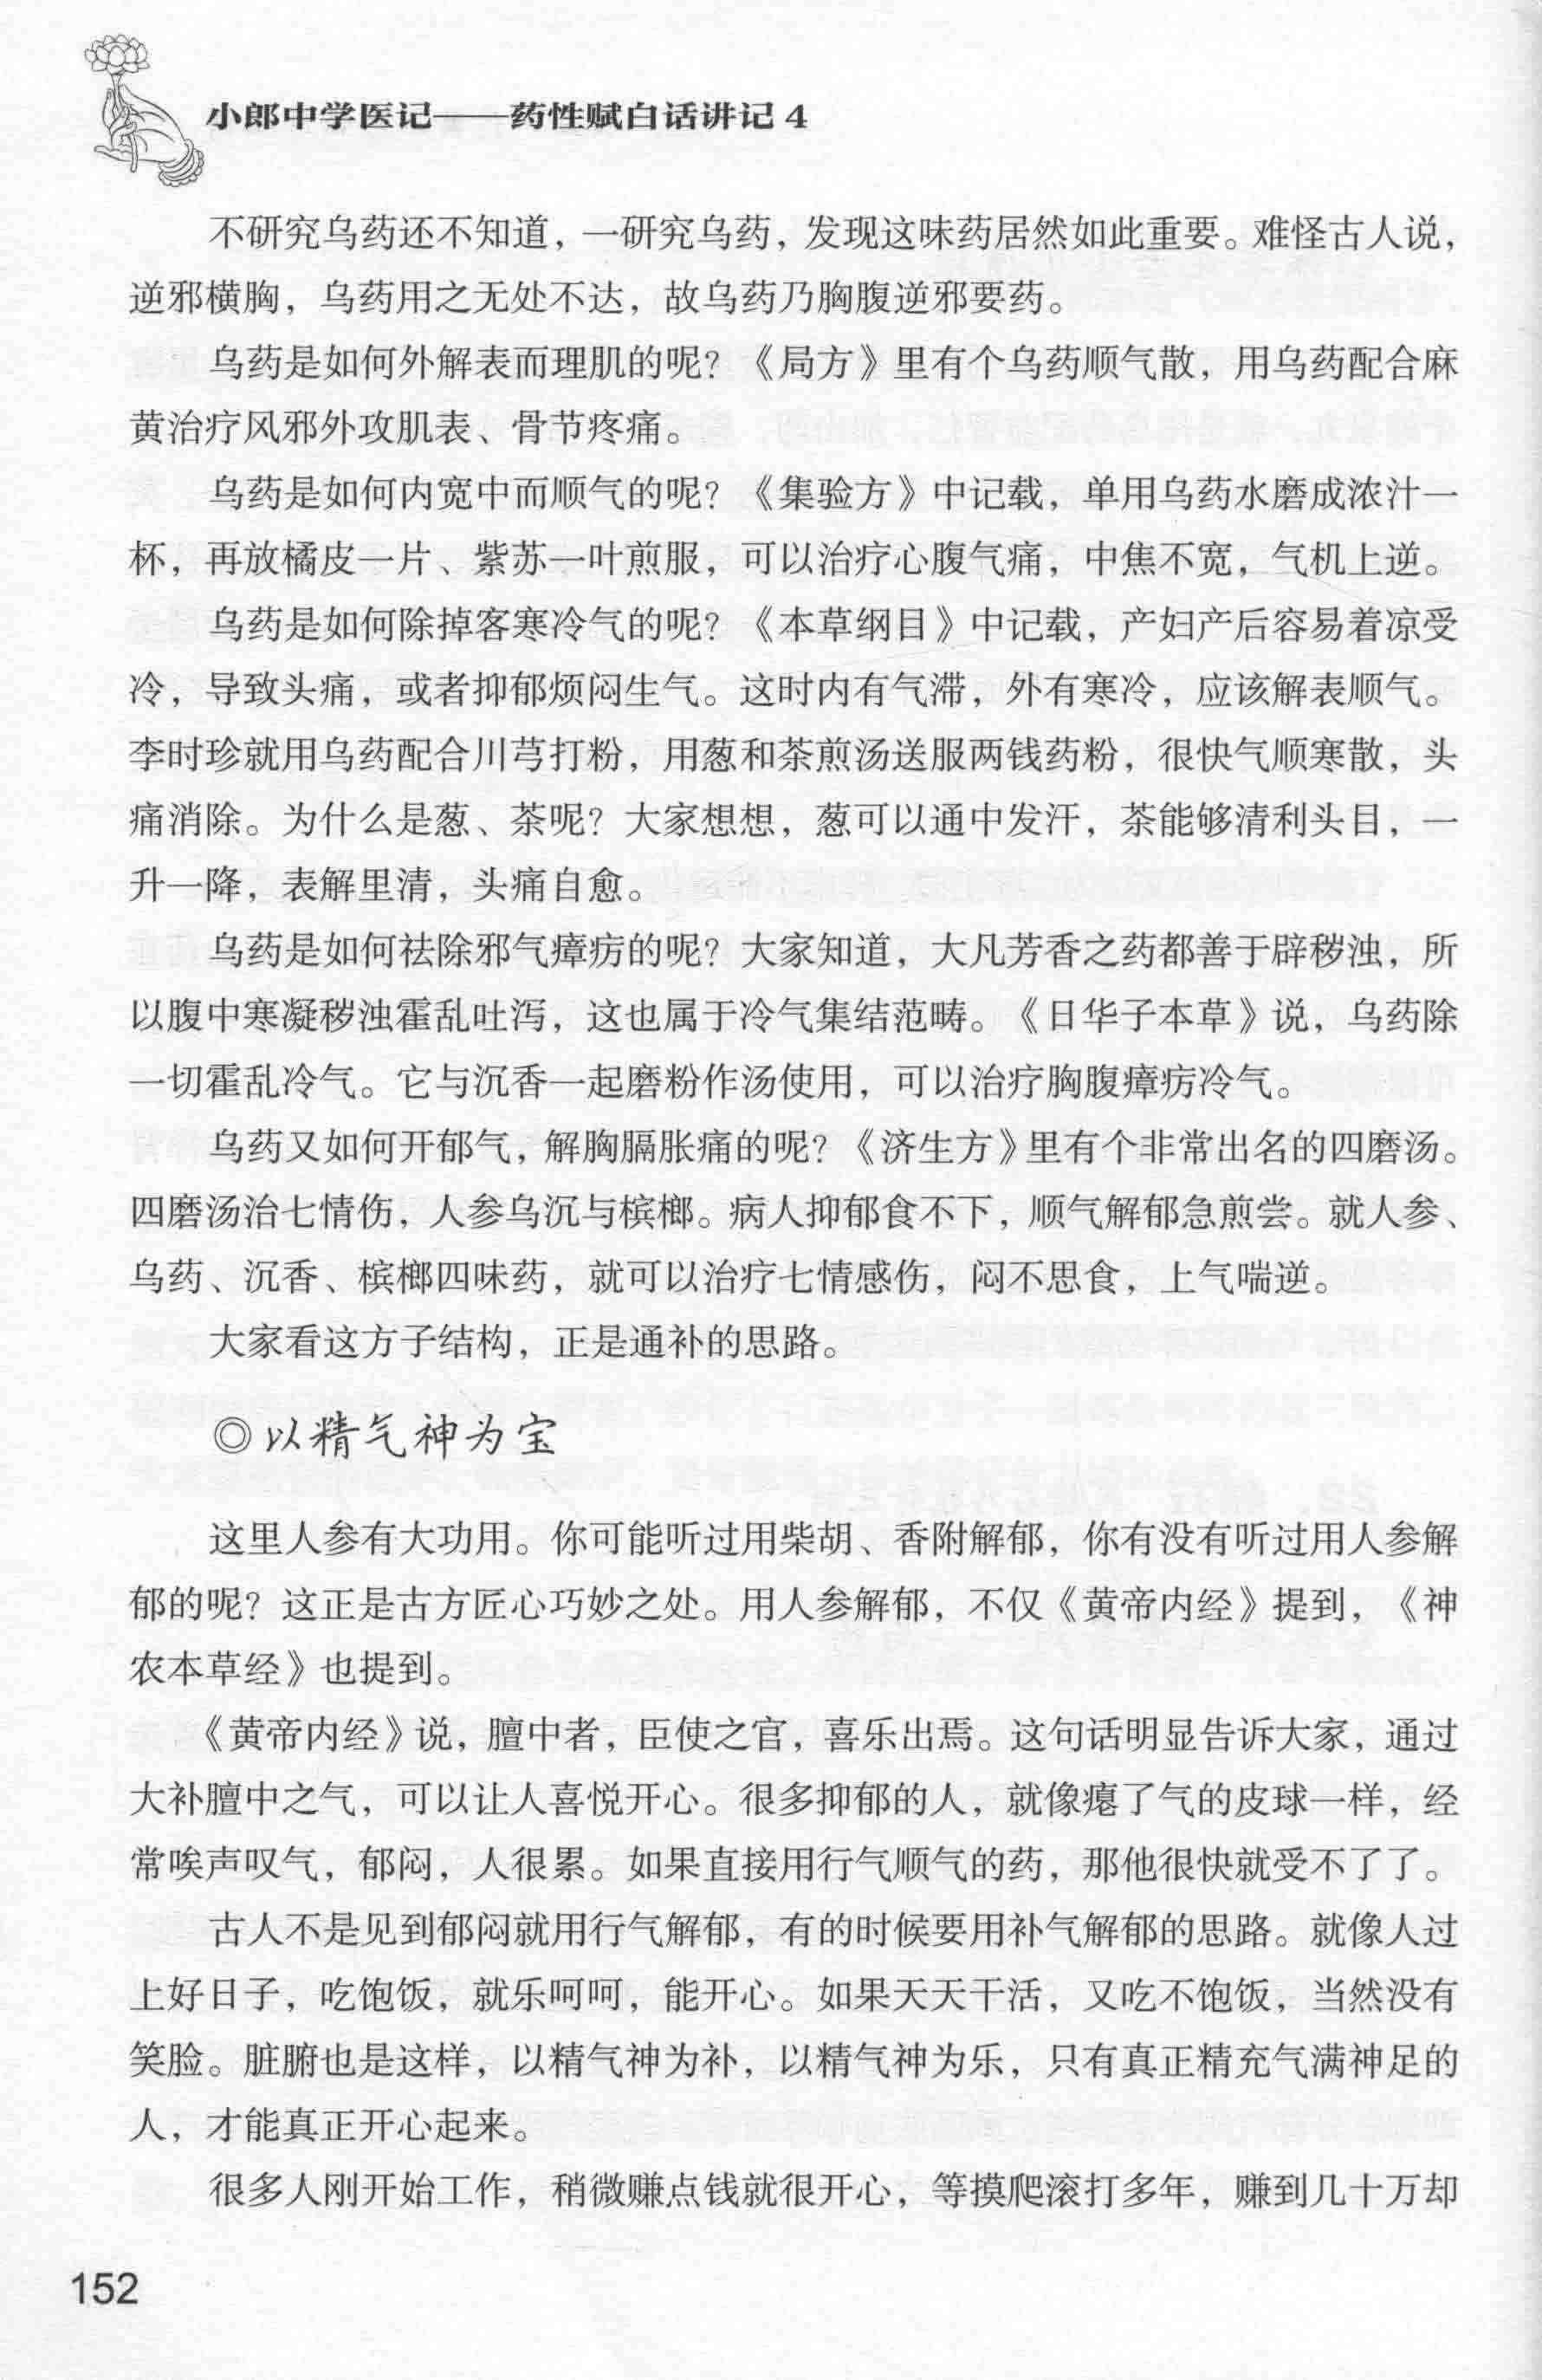 小郎中学医记——药性赋白话讲记4
不研究乌药还不知道，一研究乌药，发现这味药居然如此重要。难怪古人说，
逆邪横胸，乌药用之无处不达，故乌药乃胸腹逆邪要药。
乌药是如何外解表而理肌的呢？《局方》里有个乌药顺气散，用乌药配合麻
黄治疗风邪外攻肌表、骨节疼痛。
乌药是如何内宽中而顺气的呢？《集验方》中记载，单用乌药水磨成浓汁一
杯，再放橘皮一片、紫苏一叶煎服，可以治疗心腹气痛，中焦不宽，气机上逆。
乌药是如何除掉客寒冷气的呢？《本草纲目》中记载，产妇产后容易着凉受
冷，导致头痛，或者抑郁烦闷生气。这时内有气滞，外有寒冷，应该解表顺气。
李时珍就用乌药配合川芎打粉，用葱和茶煎汤送服两钱药粉，很快气顺寒散，头
痛消除。为什么是葱、茶呢？大家想想，葱可以通中发汗，茶能够清利头目，一
升一降，表解里清，头痛自愈。
乌药是如何祛除邪气瘴疠的呢？大家知道，大凡芳香之药都善于辟秽浊，所
以腹中寒凝秽浊霍乱吐泻，这也属于冷气集结范畴。《日华子本草》说，乌药除
一切霍乱冷气。它与沉香一起磨粉作汤使用，可以治疗胸腹瘴疠冷气。
乌药又如何开郁气，解胸膈胀痛的呢？《济生方》里有个非常出名的四磨汤。
四磨汤治七情伤，人参乌沉与槟榔。病人抑郁食不下，顺气解郁急煎尝。就人参、
乌药、沉香、槟榔四味药，就可以治疗七情感伤，闷不思食，上气喘逆。
大家看这方子结构，正是通补的思路。
◎以精气神为宝
这里人参有大功用。你可能听过用柴胡、香附解郁，你有没有听过用人参解
郁的呢？这正是古方匠心巧妙之处。用人参解郁，不仅《黄帝内经》提到，《神
农本草经》也提到。
《黄帝内经》说，膻中者，臣使之官，喜乐出焉。这句话明显告诉大家，通过
大补膻中之气，可以让人喜悦开心。很多抑郁的人，就像瘪了气的皮球一样，经
常唉声叹气，郁闷，人很累。如果直接用行气顺气的药，那他很快就受不了了。
古人不是见到郁闷就用行气解郁，有的时候要用补气解郁的思路。就像人过
上好日子，吃饱饭，就乐呵呵，能开心。如果天天干活，又吃不饱饭，当然没有
笑脸。脏腑也是这样，以精气神为补，以精气神为乐，只有真正精充气满神足的
人，才能真正开心起来。
很多人刚开始工作，稍微赚点钱就很开心，等摸爬滚打多年，赚到几十万却
152